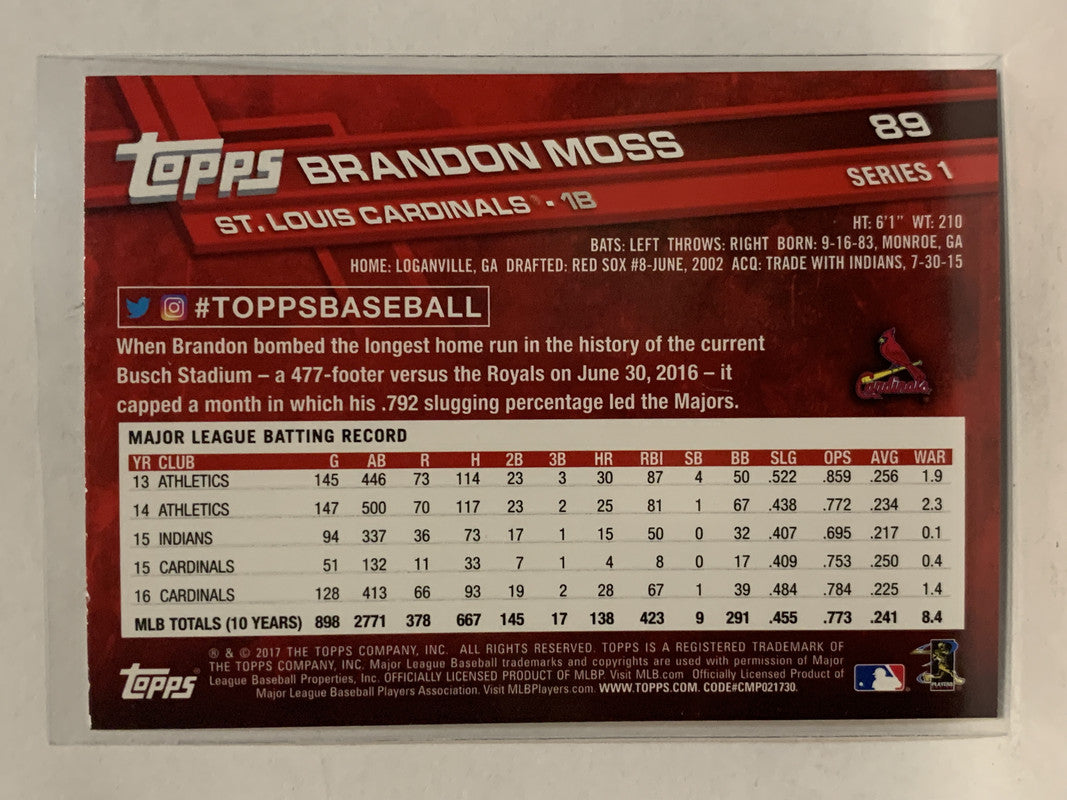 TOPPS BRANDON MOSS 89
ST. LOUIS CARDINALS® - 1B SERIES 1
HT: 6'1" WT: 210
BATS: LEFT THROWS: RIGHT BORN: 9-16-83, MONROE, GA
HOME: LOGANVILLE, GA DRAFTED: RED SOX #8-JUNE, 2002 ACQ: TRADE WITH INDIANS, 7-30-15
#TOPPSBASEBALL
When Brandon bombed the longest home run in the history of the current
Busch Stadium – a 477-footer versus the Royals on June 30, 2016 – it
capped a month in which his .792 slugging percentage led the Majors.
Cardinals
MAJOR LEAGUE BATTING RECORD
YR CLUB G AB R H 2B 3B HR RBI SB BB SLG OPS AVG WAR
13 ATHLETICS 145 446 73 114 23 3 30 87 4 50 .522 .859 .256 1.9
14 ATHLETICS 147 500 70 117 23 2 25 81 1 67 .438 .772 .234 2.3
15 INDIANS 94 337 36 73 17 1 15 50 0 32 .407 .695 .217 0.1
15 CARDINALS 51 132 11 33 7 1 4 8 0 17 .409 .753 .250 0.4
16 CARDINALS 128 413 66 93 19 2 28 67 1 39 .484 .784 .225 1.4
MLB TOTALS (10 YEARS) 898 2771 378 667 145 17 138 423 9 291 .455 .773 .241 8.4
® & © 2017 THE TOPPS COMPANY, INC. ALL RIGHTS RESERVED. TOPPS IS A REGISTERED TRADEMARK OF
THE TOPPS COMPANY, INC. Major League Baseball trademarks and copyrights are used with permission of Major
League Baseball Properties, Inc. OFFICIALLY LICENSED PRODUCT OF MLBP. Visit MLB.com Officially Licensed Product of
Major League Baseball Players Association. Visit MLBPlayers.com. WWW.TOPPS.COM. CODE#CMP021730.
TOPPS
PLAYERS